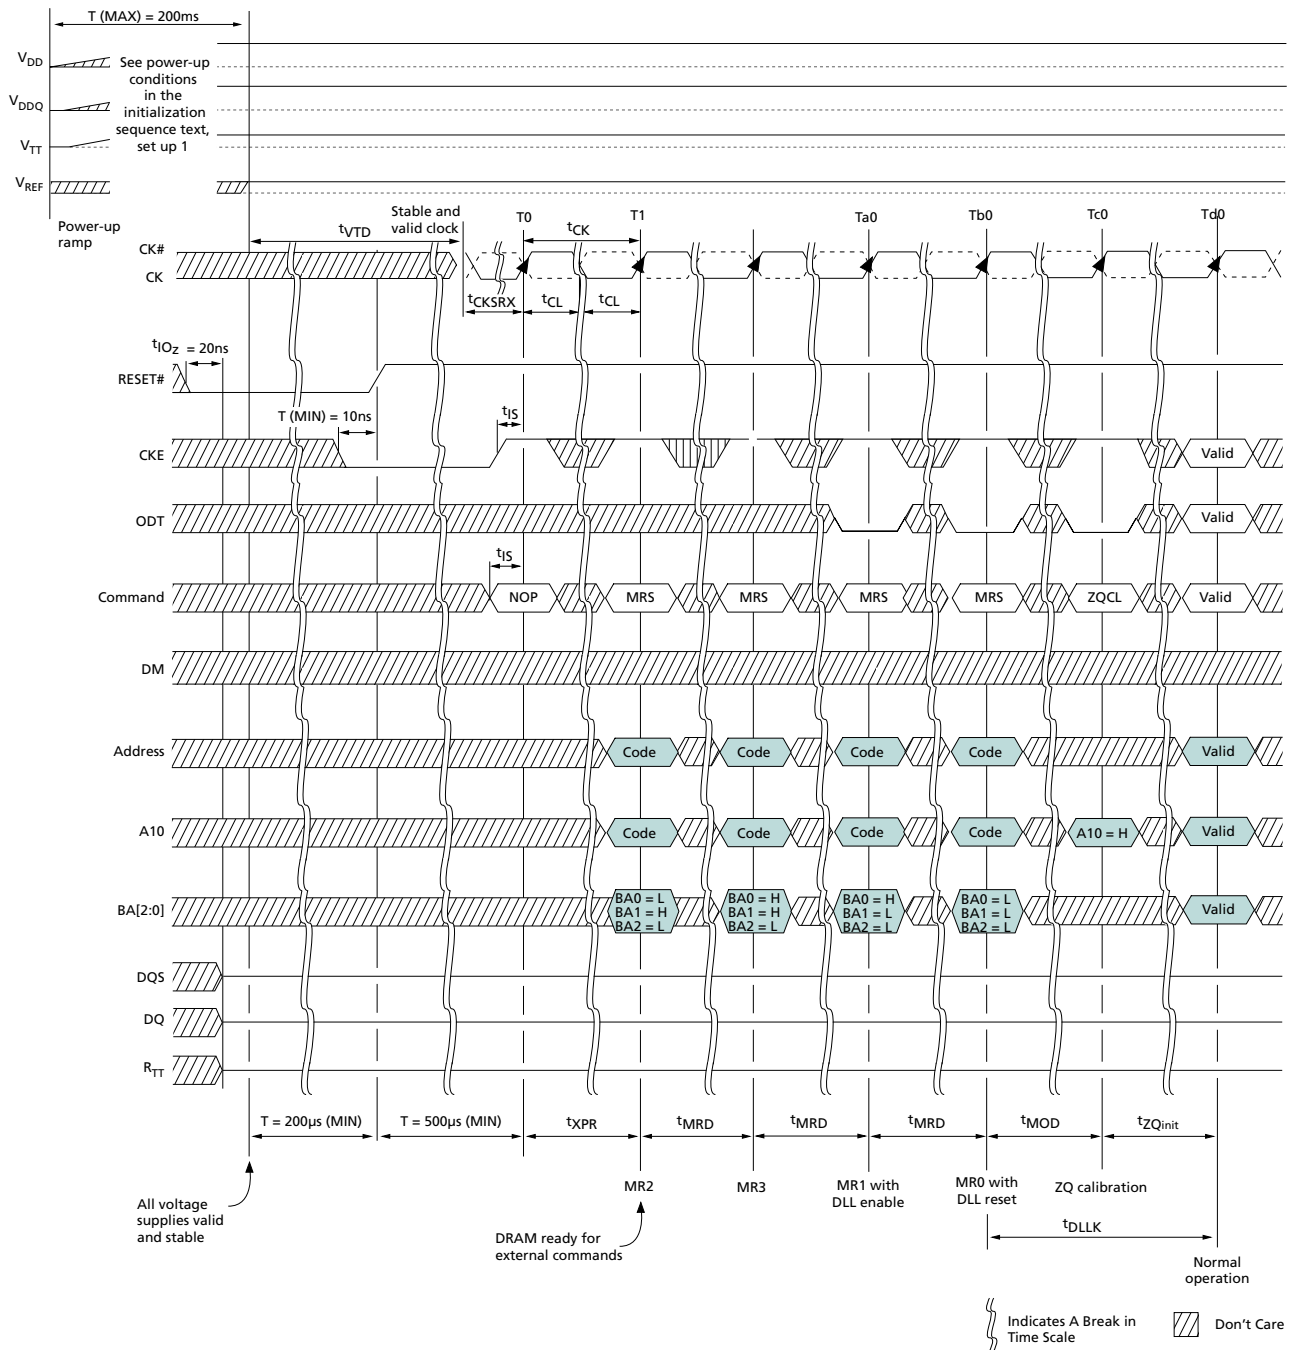 T (MAX) = 200ms
VDD
See power-up
conditions
in the
initialization
sequence text,
set up 1
VDDQ
VTT
VREF
Power-up
ramp
tVTD
Stable and
valid clock
T0
T1
Ta0
Tb0
Tc0
Td0
tCK
CK#
CK
tCKSRX
tCL
tCL
tIOz = 20ns
RESET#
T (MIN) = 10ns
tIS
CKE
Valid
ODT
Valid
tIS
Command
NOP
MRS
MRS
MRS
MRS
ZQCL
Valid
DM
Address
Code
Code
Code
Code
Valid
A10
Code
Code
Code
Code
A10 = H
Valid
BA[2:0]
BA0 = L
BA1 = H
BA2 = L
BA0 = H
BA1 = H
BA2 = L
BA0 = H
BA1 = L
BA2 = L
BA0 = L
BA1 = L
BA2 = L
Valid
DQS
DQ
RTT
T = 200µs (MIN)
T = 500µs (MIN)
tXPR
tMRD
tMRD
tMRD
tMOD
tZQinit
MR2
MR3
MR1 with
DLL enable
MR0 with
DLL reset
ZQ calibration
All voltage
supplies valid
and stable
DRAM ready for
external commands
tDLLK
Normal
operation
Indicates A Break in
Time Scale
Don't Care